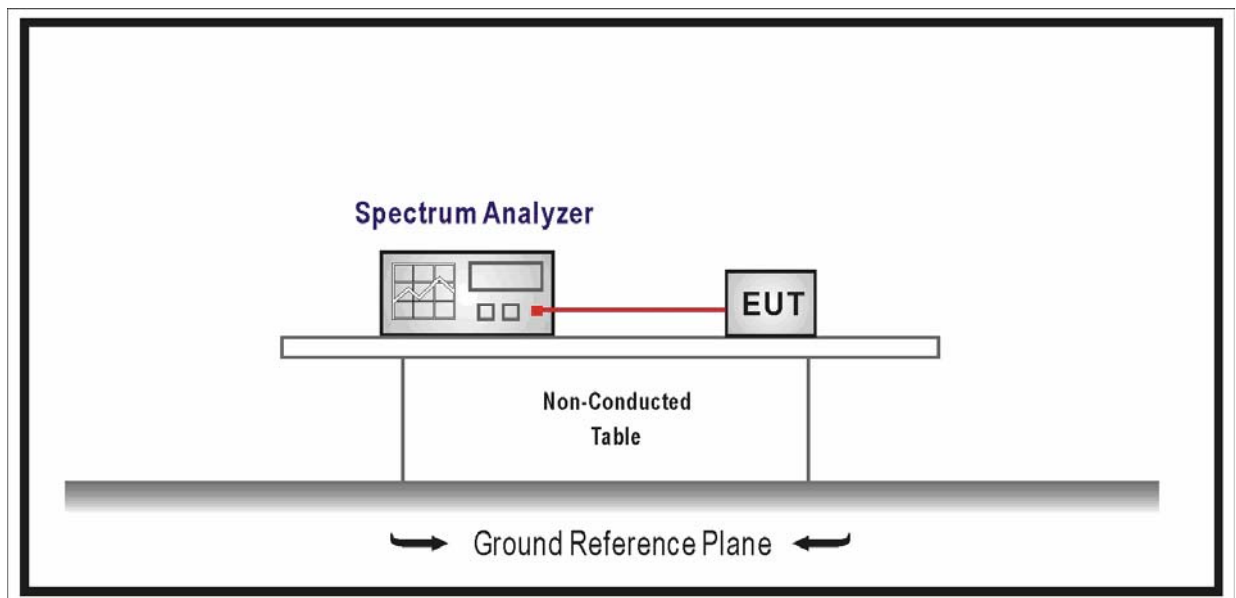 Spectrum Analyzer
EUT
Non-Conducted
Table
Ground Reference Plane